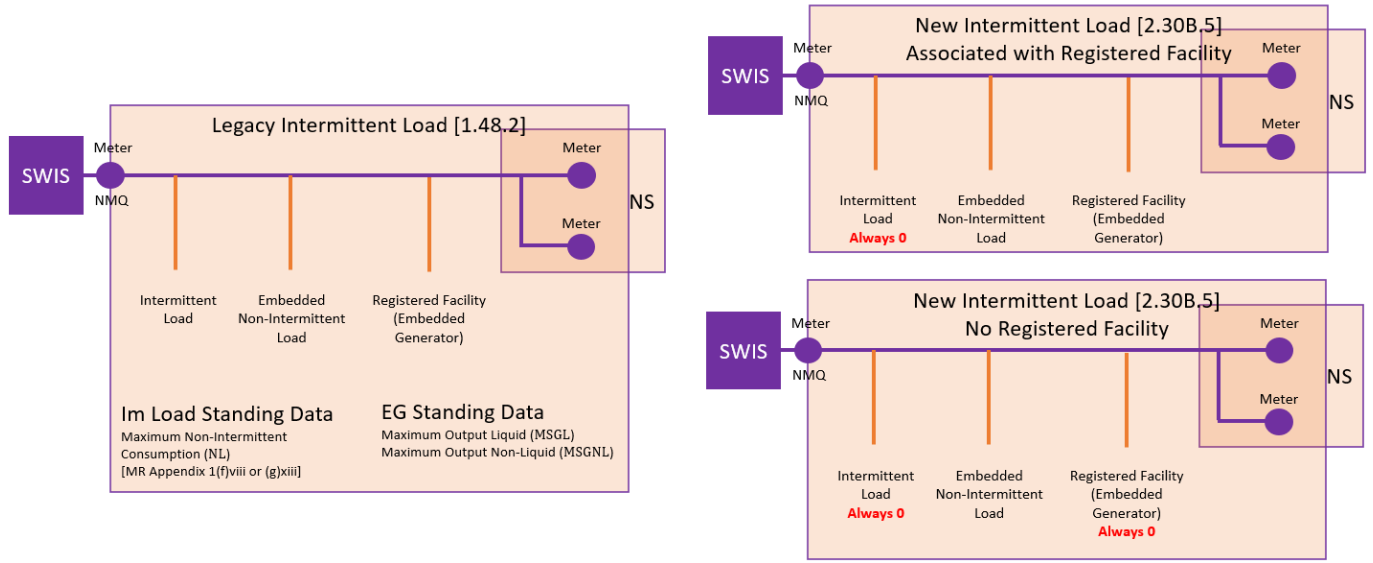 Legacy Intermittent Load [1.48.2]
SWIS
Meter
NMQ
Meter
Meter
NS
Intermittent
Load
Embedded
Non-Intermittent
Load
Registered Facility
(Embedded
Generator)
Im Load Standing Data
Maximum Non-Intermittent
Consumption (NL)
[MR Appendix 1(f)viii or (g)xiii]
EG Standing Data
Maximum Output Liquid (MSGL)
Maximum Output Non-Liquid (MSGNL)
New Intermittent Load [2.30B.5]
Associated with Registered Facility
SWIS
Meter
NMQ
Meter
Meter
NS
Intermittent
Load
Always 0
Embedded
Non-Intermittent
Load
Registered Facility
(Embedded
Generator)
New Intermittent Load [2.30B.5]
No Registered Facility
SWIS
Meter
NMQ
Meter
Meter
NS
Intermittent
Load
Always 0
Embedded
Non-Intermittent
Load
Registered Facility
(Embedded
Generator)
Always 0